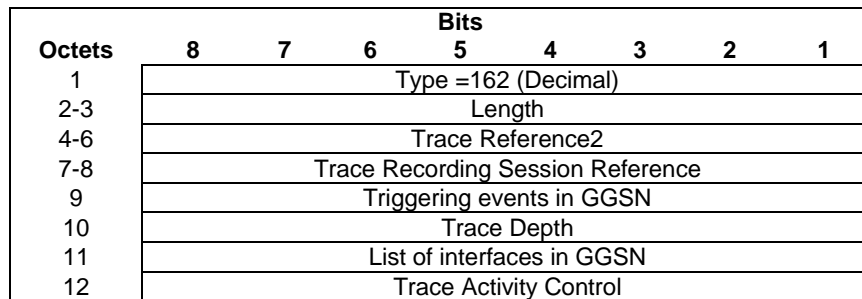 Bits
Octets 8 7 6 5 4 3 2 1
1 Type =162 (Decimal)
2-3 Length
4-6 Trace Reference2
7-8 Trace Recording Session Reference
9 Triggering events in GGSN
10 Trace Depth
11 List of interfaces in GGSN
12 Trace Activity Control